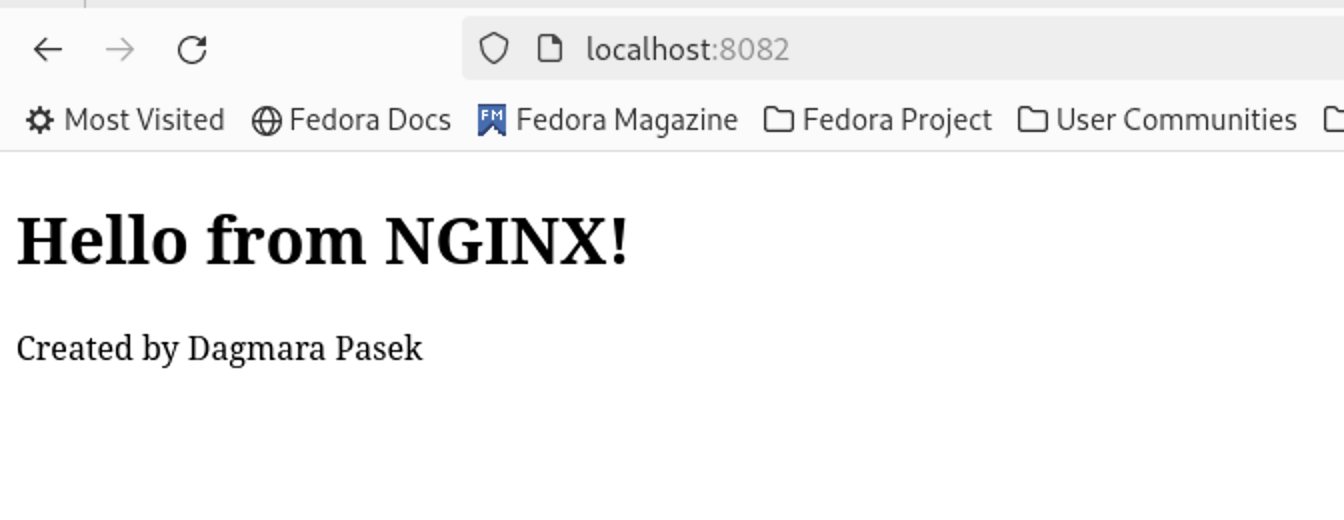 localhost:8082
Most Visited Fedora Docs FM Fedora Magazine Fedora Project User Communities
Hello from NGINX!
Created by Dagmara Pasek